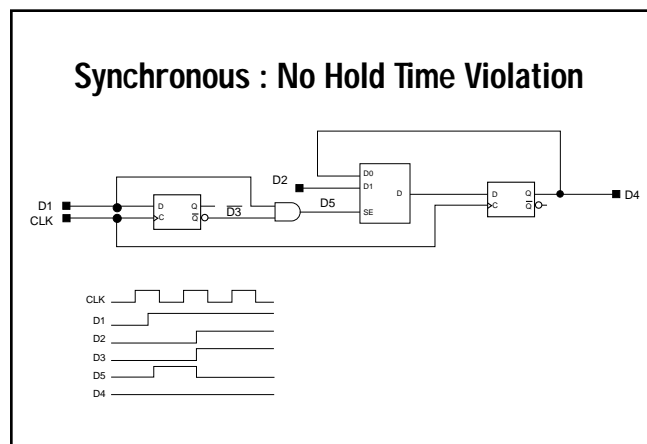 Synchronous : No Hold Time Violation
D0
D2
D1
D
D
Q
D4
D1
D
Q
D3
D5
SE
C
Q
CLK
C
Q
CLK
D1
D2
D3
D5
D4